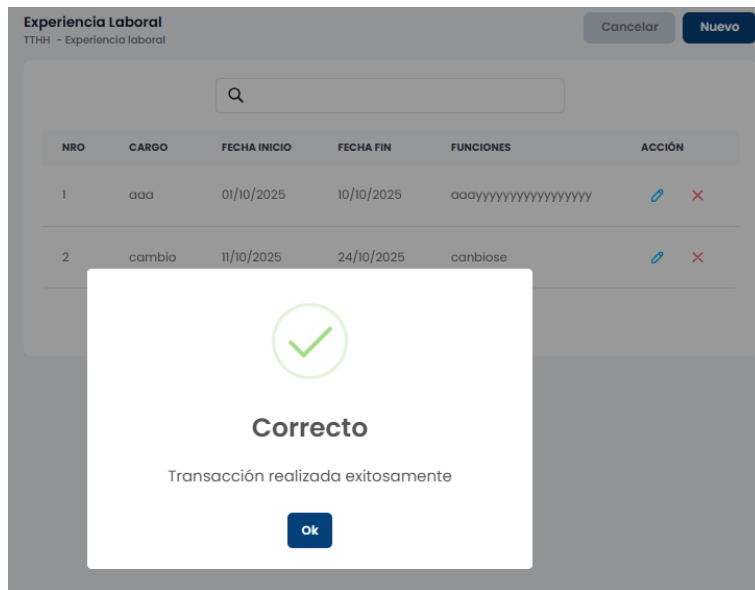 Experiencia Laboral
TTHH - Experiencia laboral
Cancelar
Nuevo
NRO CARGO FECHA INICIO FECHA FIN FUNCIONES ACCIÓN
1 aaa 01/10/2025 10/10/2025 aaayyyyyyyyyyyyyyyyy
2 cambio 11/10/2025 24/10/2025 canbiose
Correcto
Transacción realizada exitosamente
Ok